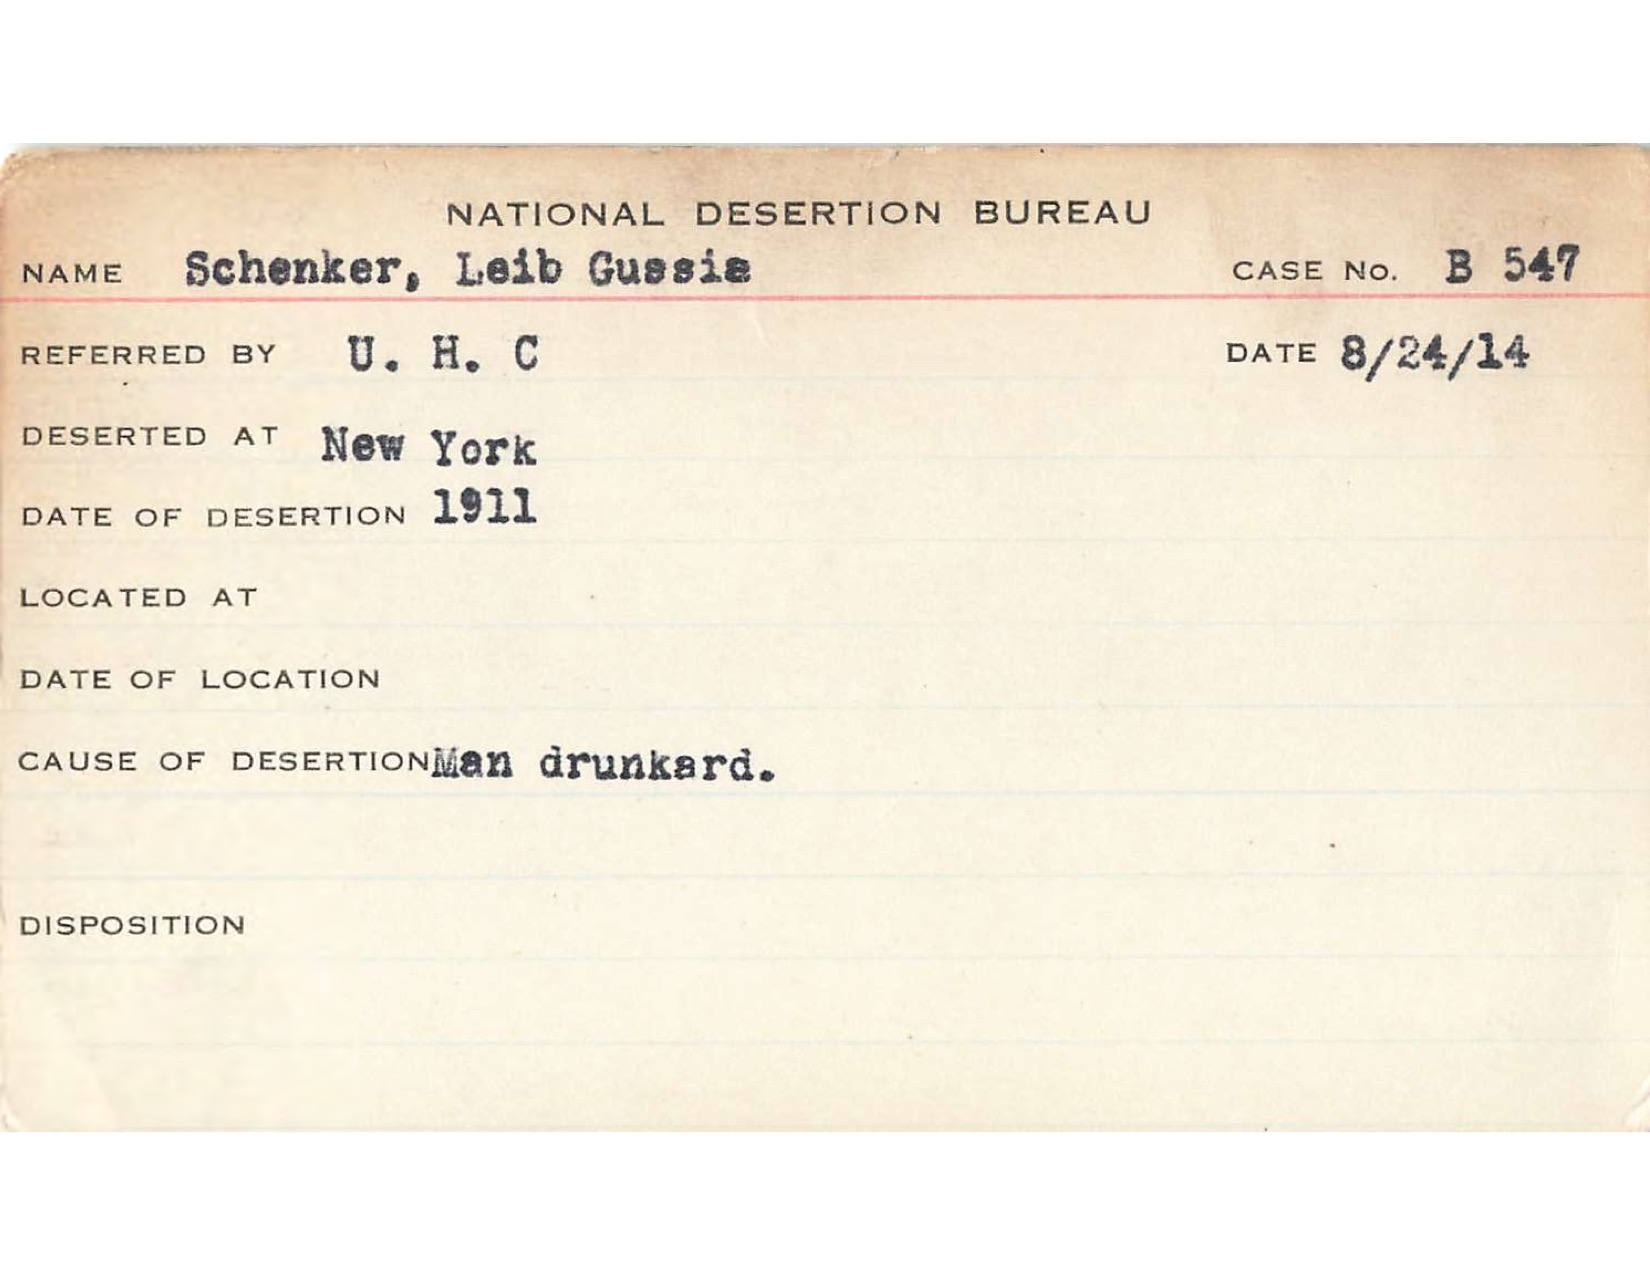 NATIONAL DESERTION BUREAU
NAME Schenker, Leib Gussie CASE No. B 547
REFERRED BY U. H. C DATE 8/24/14
DESERTED AT New York
DATE OF DESERTION 1911
LOCATED AT
DATE OF LOCATION
CAUSE OF DESERTION Man drunkard.
DISPOSITION